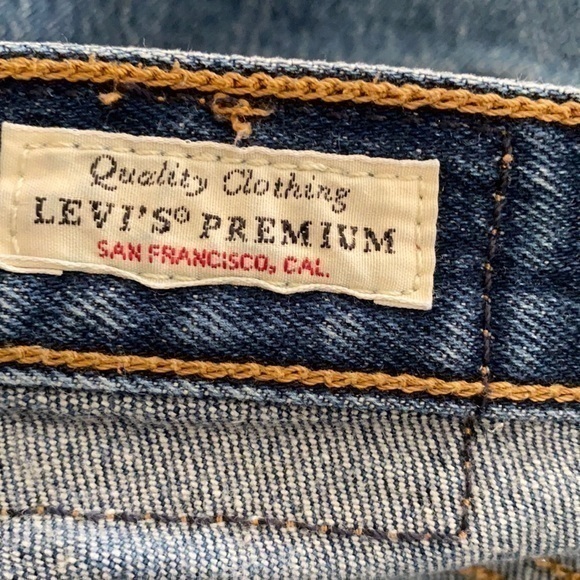 Quality Clothing
LEVI'S® PREMIUM
SAN FRANCISCO, CAL.